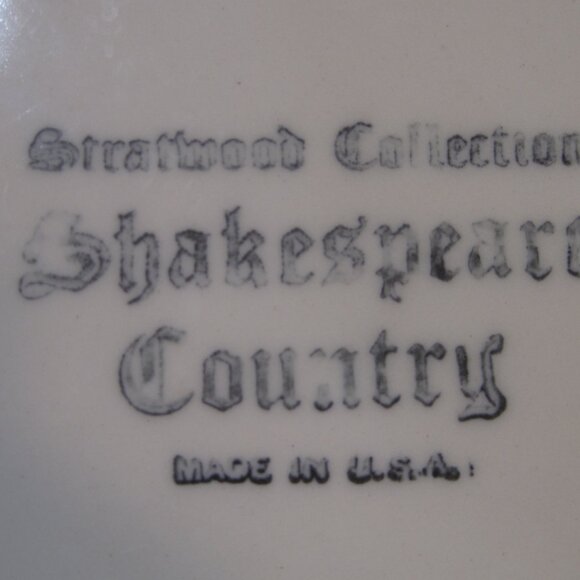 Stratwood Collection
Shakespeare
Country
MADE IN U.S.A.